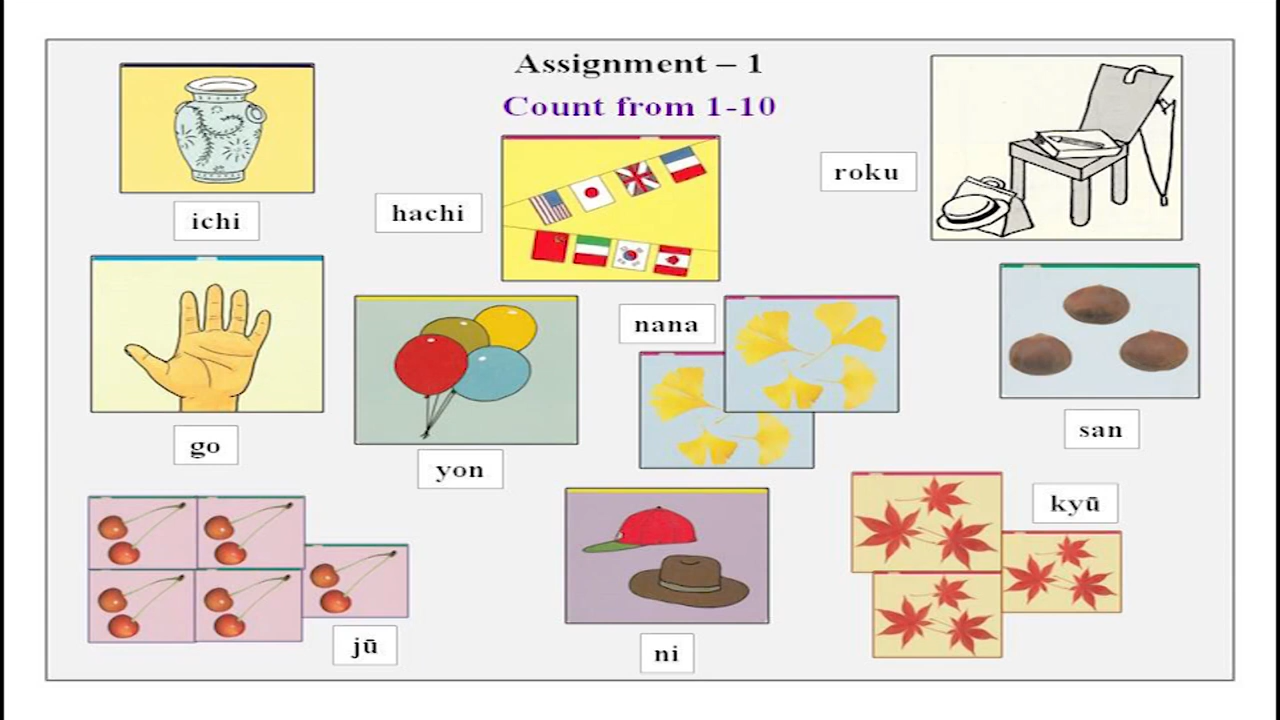 Assignment – 1
Count from 1-10
ichi
hachi
roku
go
yon
nana
san
jū
ni
kyū